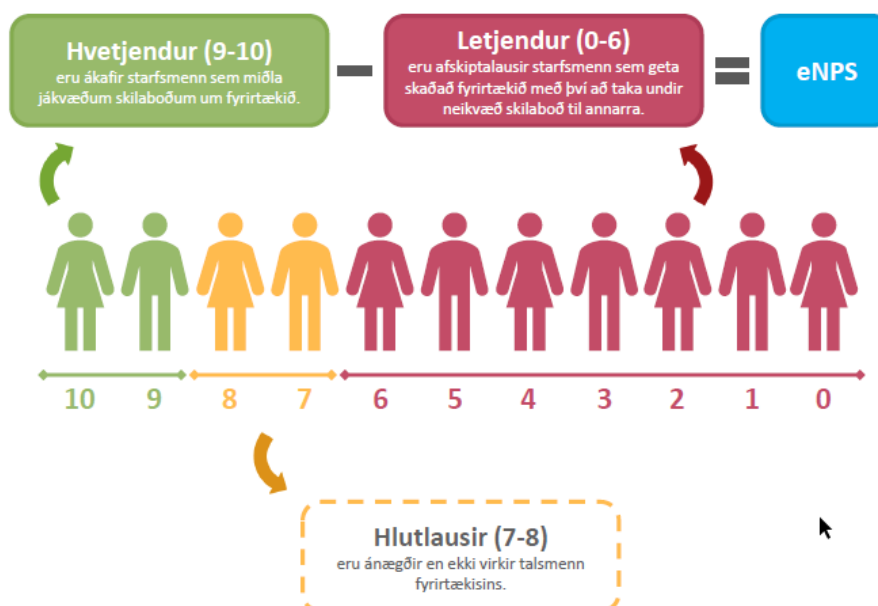 Hvetjendur (9-10)
eru ákafir starfsmenn sem miðla
jákvæðum skilaboðum um fyrirtækið.
Letjendur (0-6)
eru afskiptalausir starfsmenn sem geta
skaðað fyrirtækið með því að taka undir
neikvæð skilaboð til annarra.
eNPS
10 9 8 7 6 5 4 3 2 1 0
Hlutlausir (7-8)
eru ánægðir en ekki virkir talsmenn
fyrirtækisins.